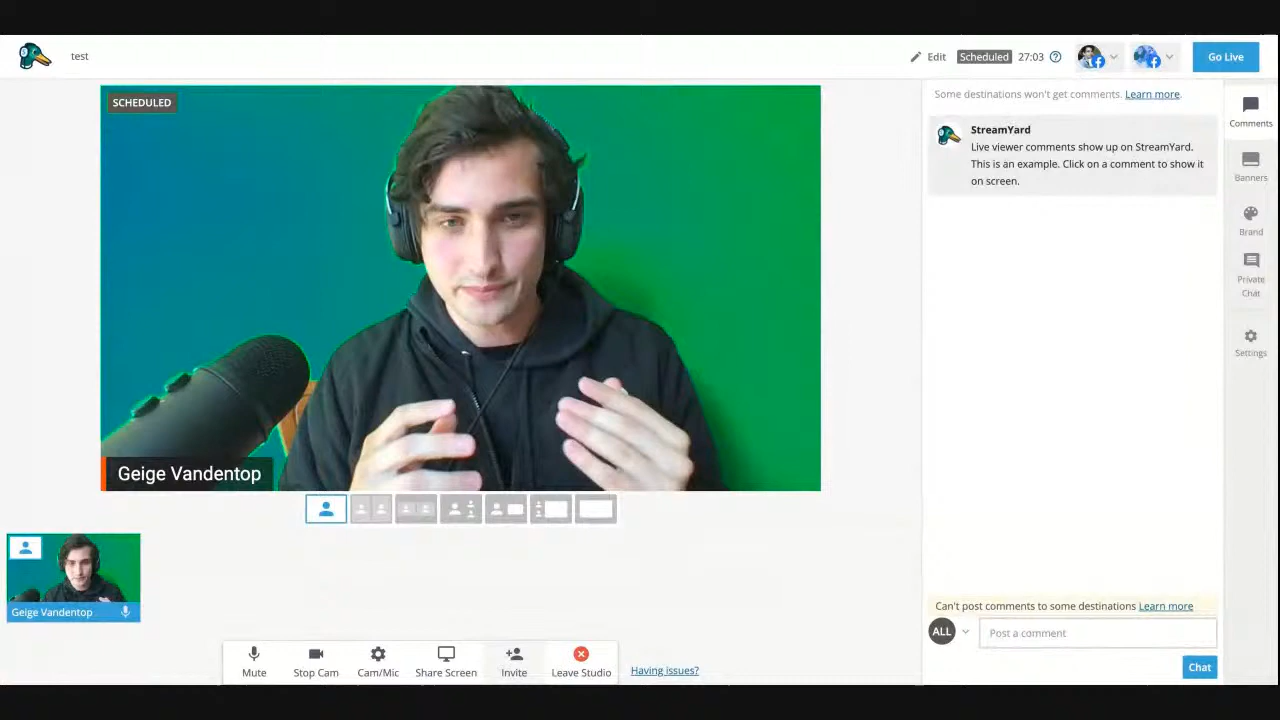 test
Edit
Scheduled
27:03
Go Live
SCHEDULED
Geige Vandentop
Geige Vandentop
Mute
Stop Cam
Cam/Mic
Share Screen
Invite
Leave Studio
Having issues?
Some destinations won't get comments. Learn more.
StreamYard
Live viewer comments show up on StreamYard.
This is an example. Click on a comment to show it
on screen.
Can't post comments to some destinations Learn more
ALL
Post a comment
Chat
Comments
Banners
Brand
Private
Chat
Settings